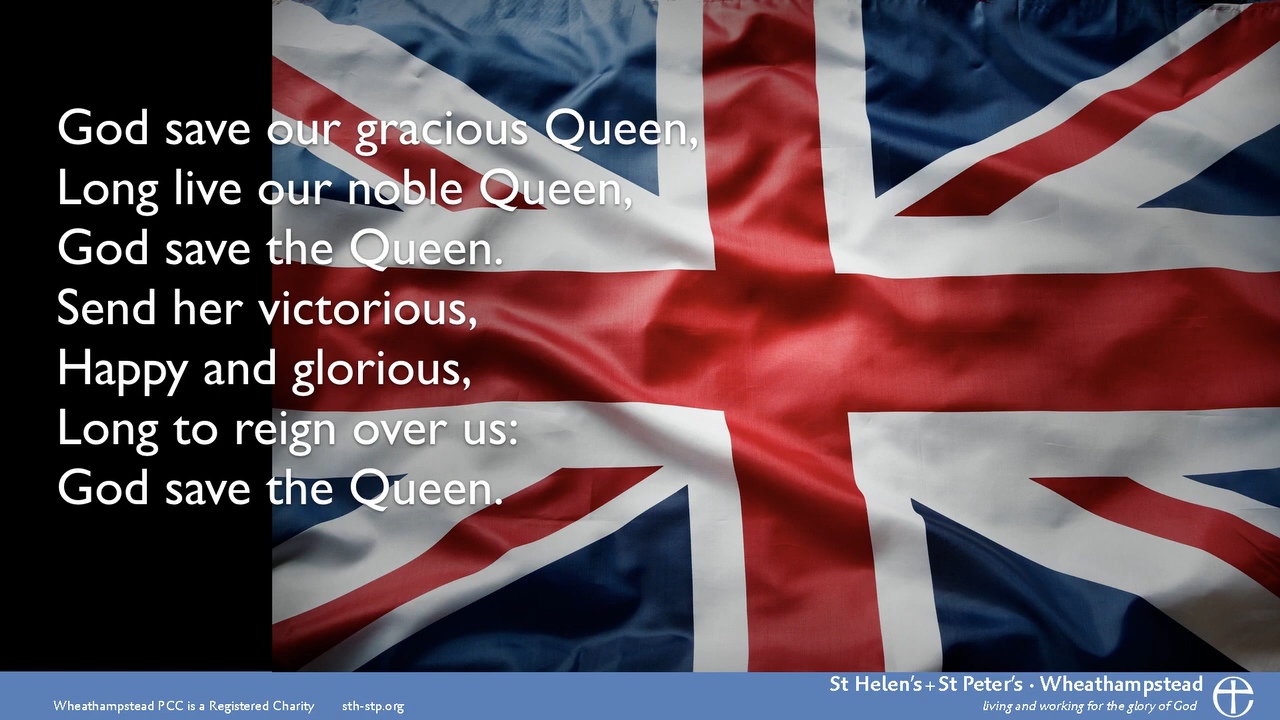 God save our gracious Queen,
Long live our noble Queen,
God save the Queen.
Send her victorious,
Happy and glorious,
Long to reign over us:
God save the Queen.
St Helen's + St Peter's · Wheathampstead
living and working for the glory of God
Wheathampstead PCC is a Registered Charity sth-stp.org